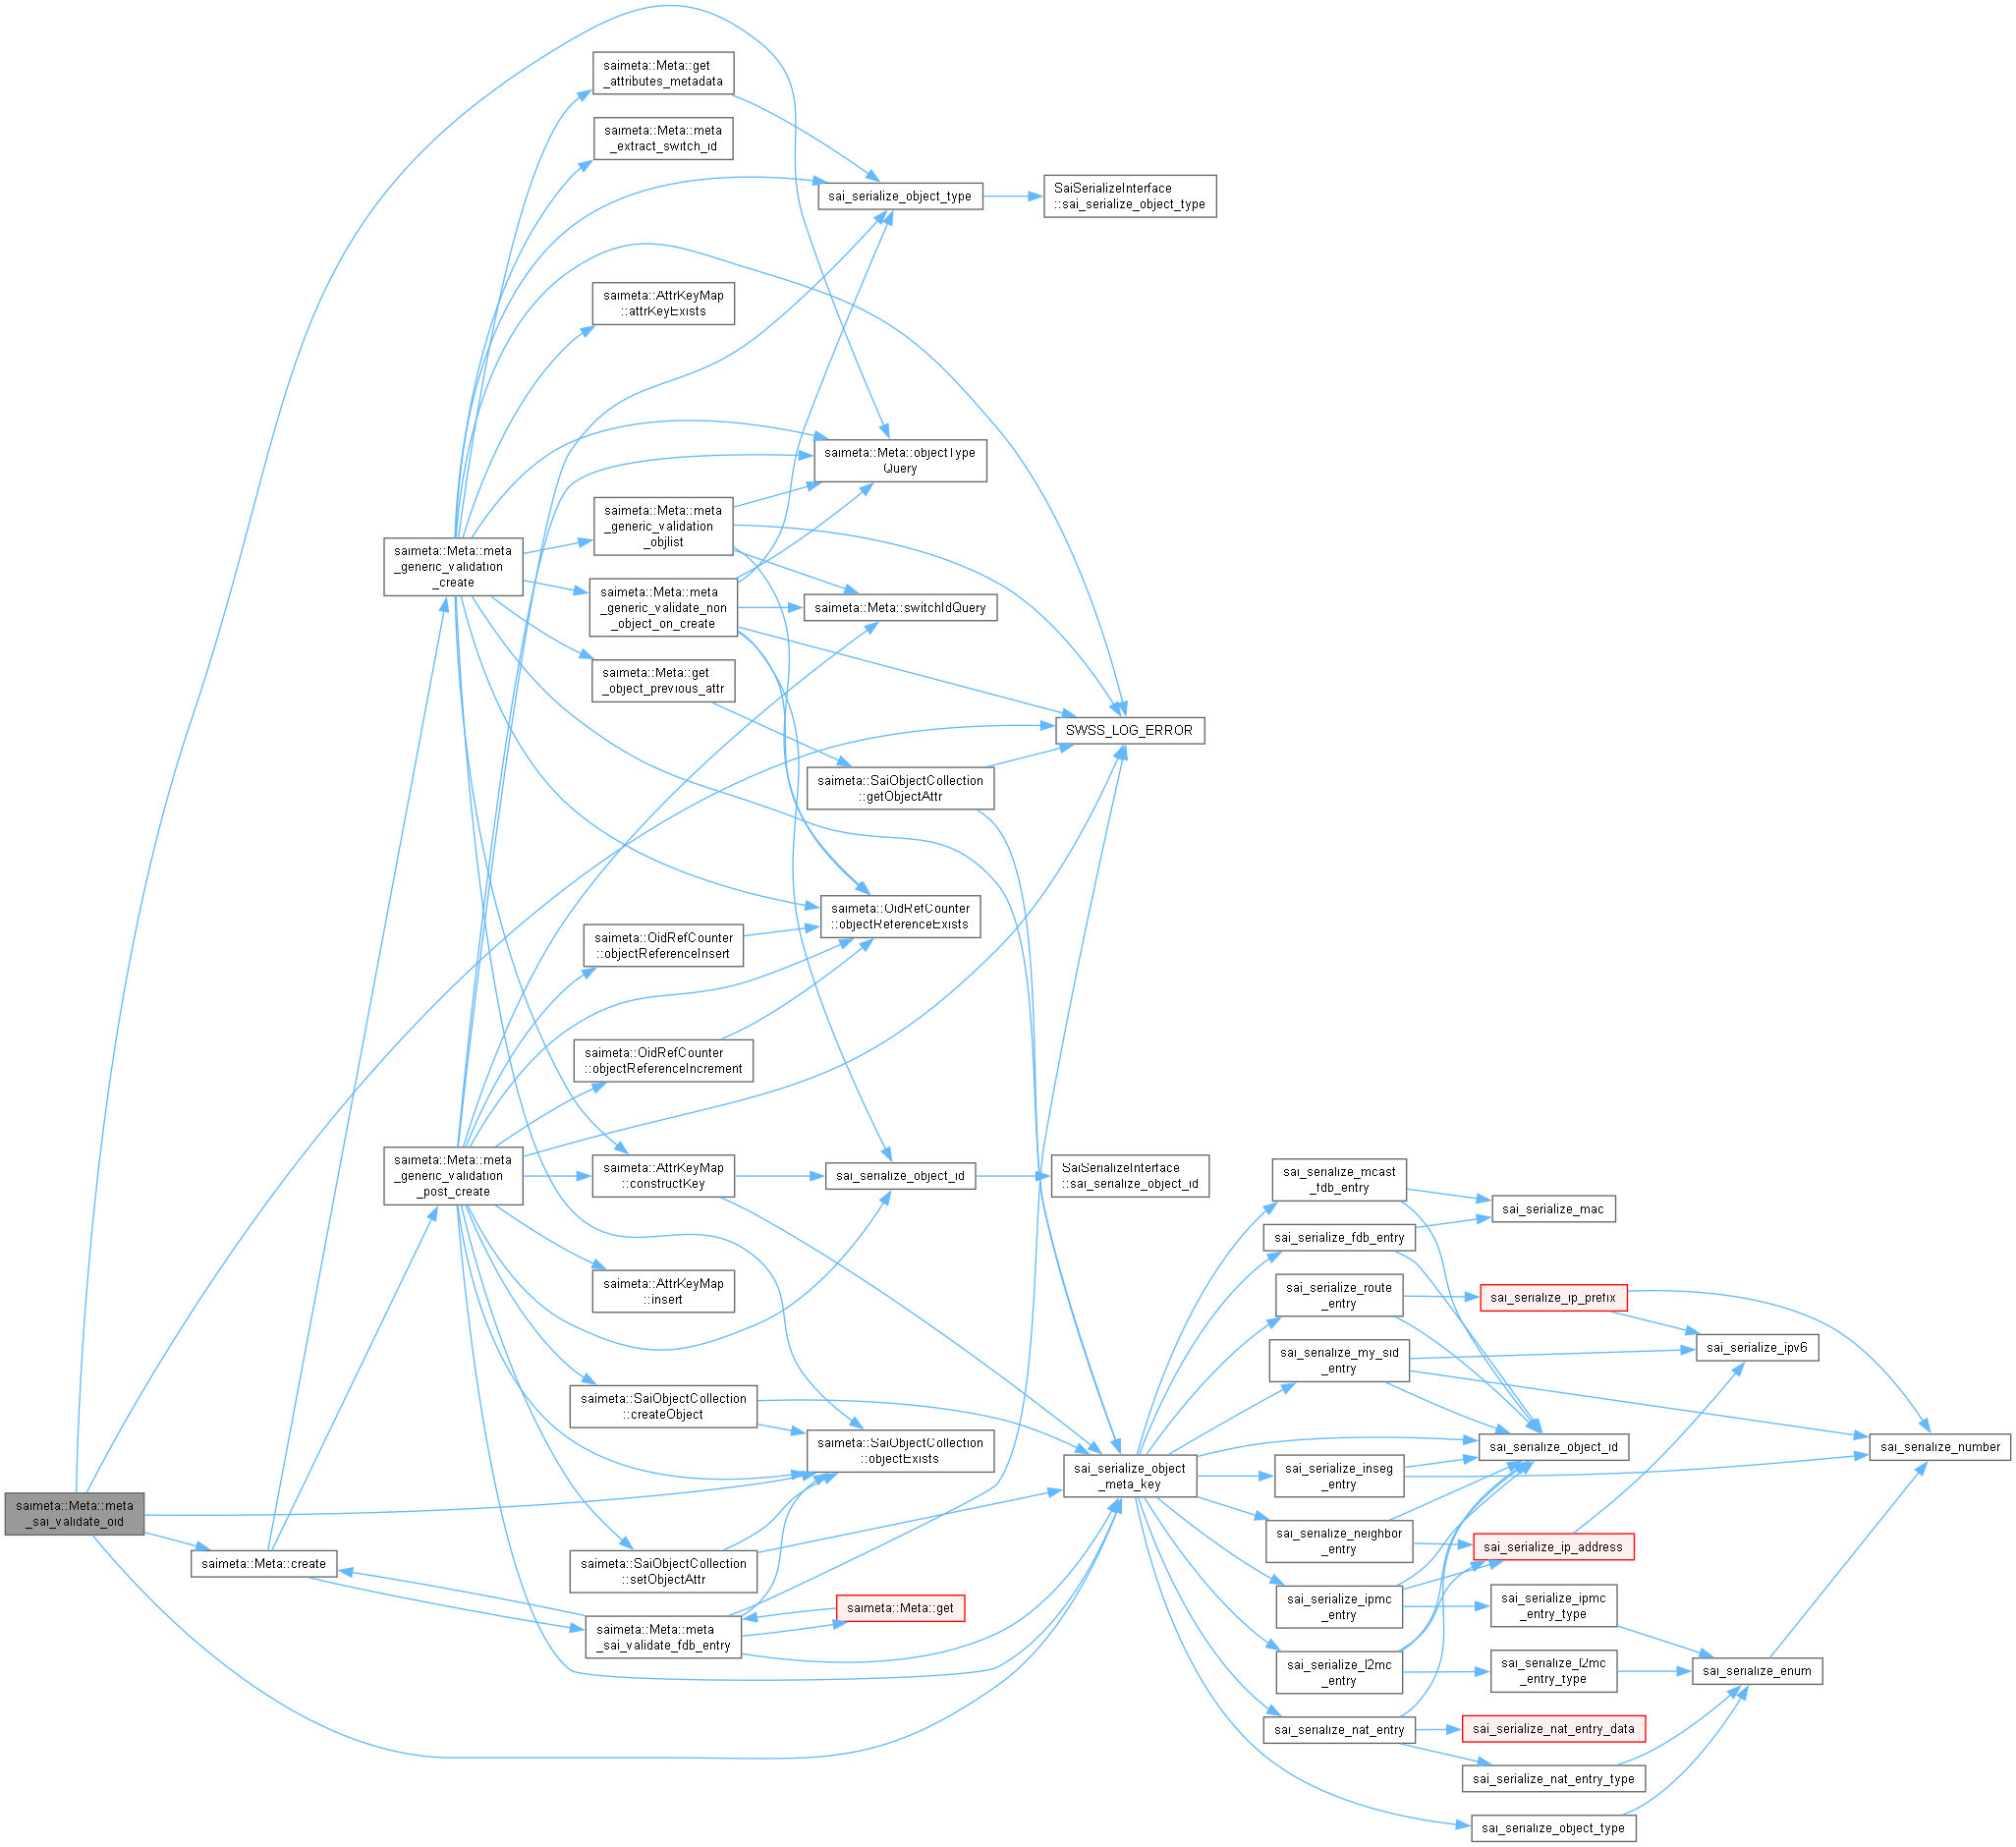 saimeta::Meta::get
_attributes_metadata
saimeta::Meta::meta
_extract_switch_id
sai_serialize_object_type
SaiSerializeInterface
::sai_serialize_object_type
saimeta::AttrKeyMap
::attrKeyExists
saimeta::Meta::objectType
Query
saimeta::Meta::meta
_generic_validation
_objlist
saimeta::Meta::meta
_generic_validation
_create
saimeta::Meta::meta
_generic_validate_non
_object_on_create
saimeta::Meta::switchIdQuery
saimeta::Meta::get
_object_previous_attr
SWSS_LOG_ERROR
saimeta::SaiObjectCollection
::getObjectAttr
saimeta::OidRefCounter
::objectReferenceExists
saimeta::OidRefCounter
::objectReferenceInsert
saimeta::OidRefCounter
::objectReferenceIncrement
saimeta::Meta::meta
_generic_validation
_post_create
saimeta::AttrKeyMap
::constructKey
sai_serialize_object_id
SaiSerializeInterface
::sai_serialize_object_id
sai_serialize_mcast
_fdb_entry
sai_serialize_mac
sai_serialize_fdb_entry
saimeta::AttrKeyMap
::insert
sai_serialize_route
_entry
sai_serialize_ip_prefix
sai_serialize_ipv6
sai_serialize_my_sid
_entry
saimeta::SaiObjectCollection
::createObject
saimeta::SaiObjectCollection
::objectExists
sai_serialize_object_id
sai_serialize_number
sai_serialize_object
_meta_key
sai_serialize_inseg
_entry
saimeta::Meta::meta
_sai_validate_oid
sai_serialize_neighbor
_entry
sai_serialize_ip_address
saimeta::Meta::create
saimeta::SaiObjectCollection
::setObjectAttr
saimeta::Meta::get
sai_serialize_ipmc
_entry
sai_serialize_ipmc
_entry_type
saimeta::Meta::meta
_sai_validate_fdb_entry
sai_serialize_l2mc
_entry
sai_serialize_l2mc
_entry_type
sai_serialize_enum
sai_serialize_nat_entry
sai_serialize_nat_entry_data
sai_serialize_nat_entry_type
sai_serialize_object_type